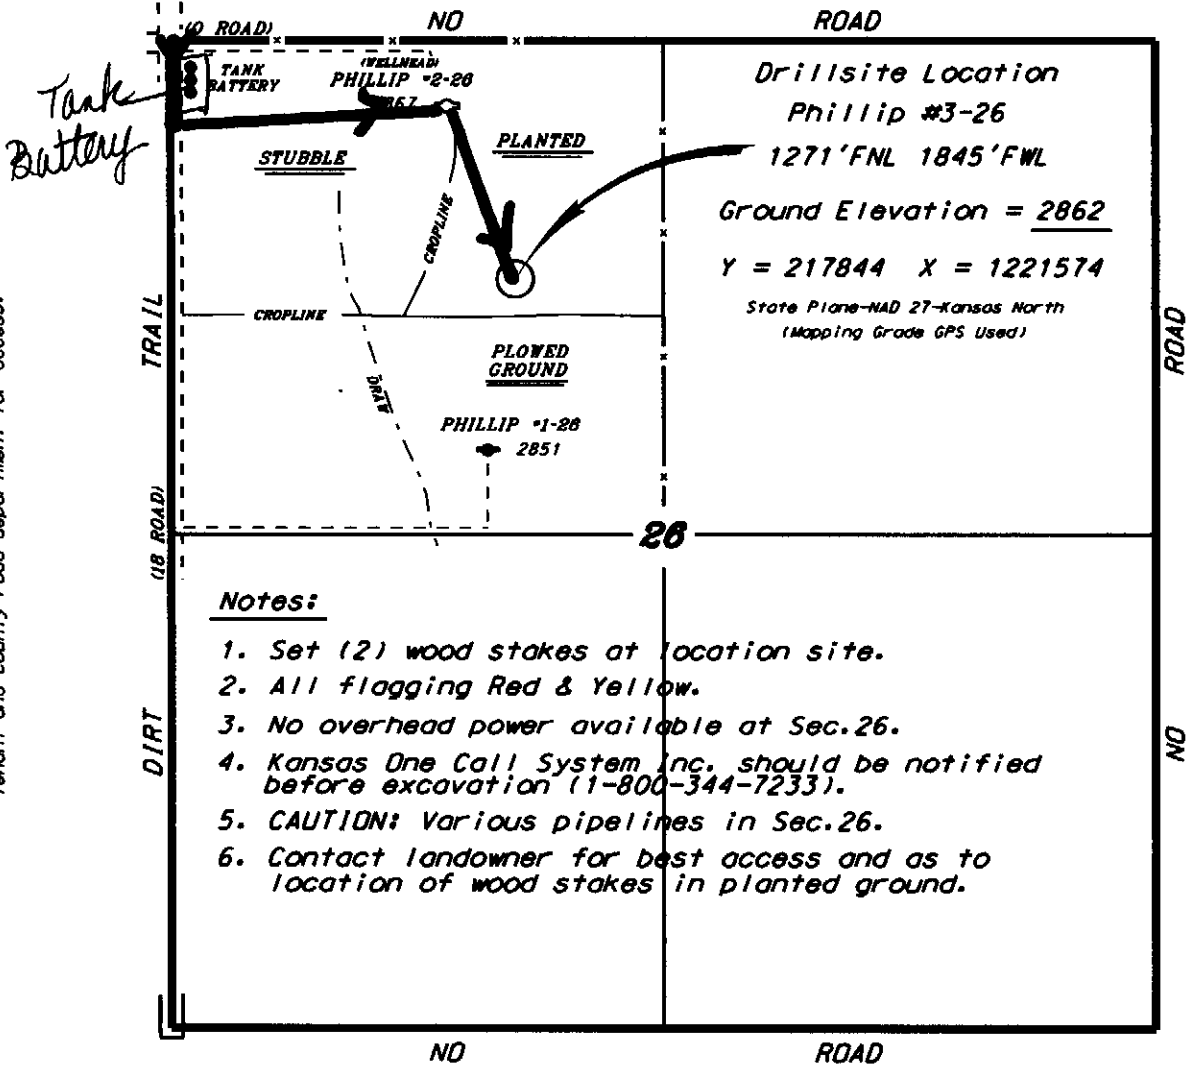 NO ROAD
(O ROAD)
Tank
Battery
TANK
BATTERY
(WELLHEAD)
PHILLIP #2-26
STUBBLE
PLANTED
CROPLINE
CROPLINE
PLOWED
GROUND
DRAW
PHILLIP #1-26
2851
Drillsite Location
Phillip #3-26
1271'FNL 1845'FWL
Ground Elevation = 2862
Y = 217844 X = 1221574
State Plane-NAD 27-Kansas North
(Mapping Grade GPS Used)
TRAIL
(18 ROAD)
DIRT
ROAD
NO
26
Notes:
1. Set (2) wood stakes at location site.
2. All flagging Red & Yellow.
3. No overhead power available at Sec.26.
4. Kansas One Call System Inc. should be notified
before excavation (1-800-344-7233).
5. CAUTION: Various pipelines in Sec.26.
6. Contact landowner for best access and as to
location of wood stakes in planted ground.
NO ROAD